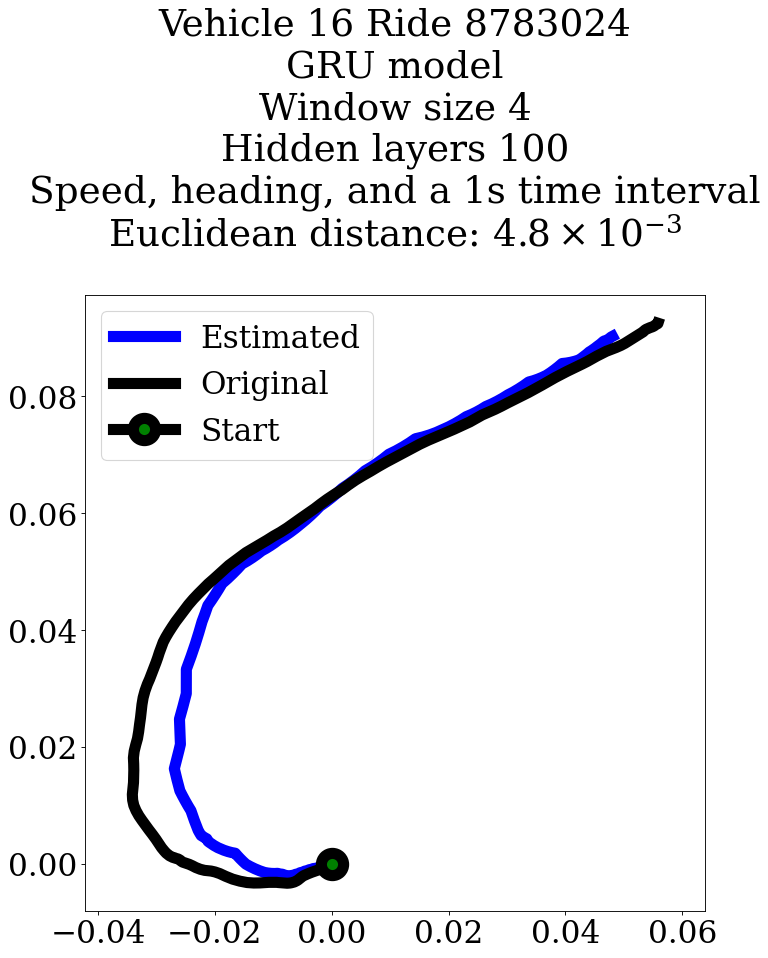 Vehicle 16 Ride 8783024
GRU model
Window size 4
Hidden layers 100
Speed, heading, and a 1s time interval
Euclidean distance: 4.8 × 10⁻³
Estimated
Original
Start
0.08
0.06
0.04
0.02
0.00
−0.04 −0.02 0.00 0.02 0.04 0.06